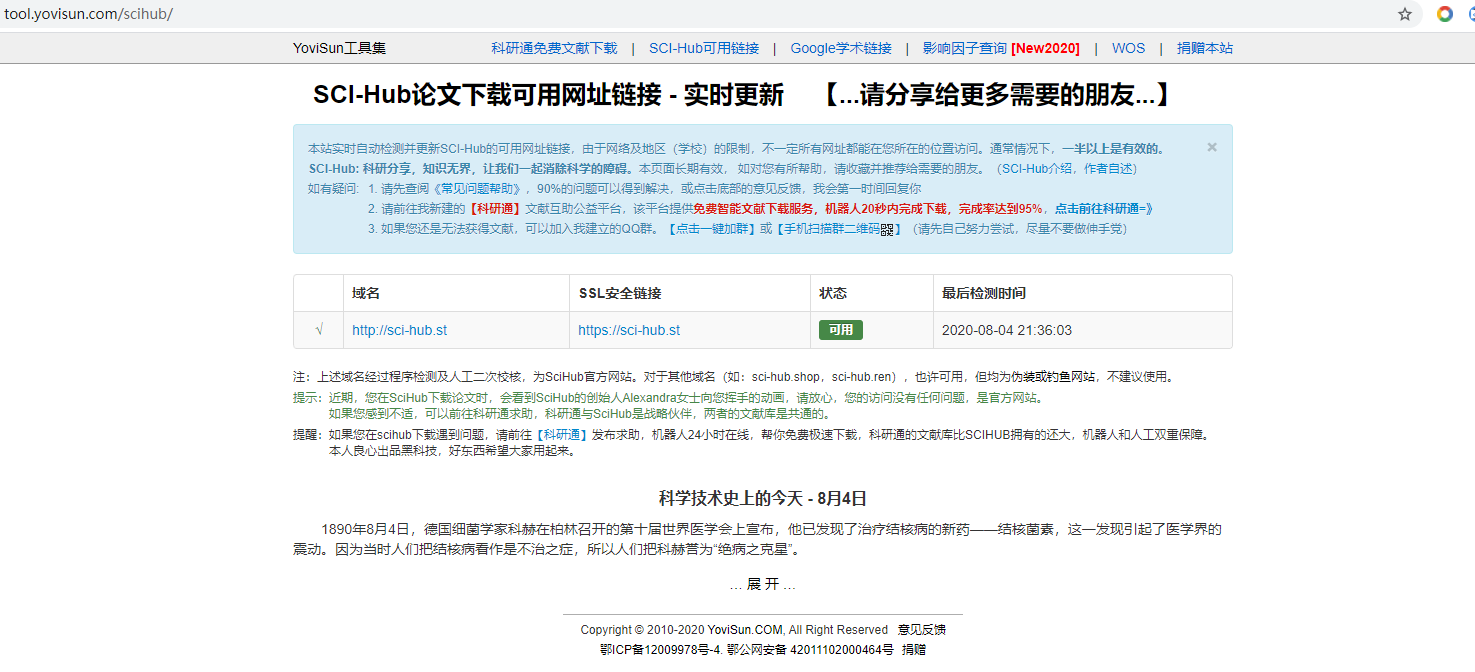 tool.yovisun.com/scihub/
YoviSun工具集 科研通免费文献下载 | SCI-Hub可用链接 | Google学术链接 | 影响因子查询 [New2020] | WOS | 捐赠本站
SCI-Hub论文下载可用网址链接 - 实时更新 【...请分享给更多需要的朋友...】
本站实时自动检测并更新SCI-Hub的可用网址链接，由于网络及地区（学校）的限制，不一定所有网址都能在您所在的位置访问。通常情况下，一半以上是有效的。 ×
SCI-Hub: 科研分享，知识无界，让我们一起消除科学的障碍。本页面长期有效， 如对您有所帮助，请收藏并推荐给需要的朋友。（SCI-Hub介绍，作者自述）
如有疑问: 1. 请先查阅《常见问题帮助》，90%的问题可以得到解决，或点击底部的意见反馈，我会第一时间回复你
2. 请前往我新建的【科研通】文献互助公益平台，该平台提供免费智能文献下载服务，机器人20秒内完成下载，完成率达到95%，点击前往科研通=》
3. 如果您还是无法获得文献，可以加入我建立的QQ群。【点击一键加群】或【手机扫描群二维码】（请先自己努力尝试，尽量不要做伸手党）
域名 SSL安全链接 状态 最后检测时间
√ http://sci-hub.st https://sci-hub.st 可用 2020-08-04 21:36:03
注：上述域名经过程序检测及人工二次校核，为SciHub官方网站。对于其他域名（如：sci-hub.shop，sci-hub.ren），也许可用，但均为伪装或钓鱼网站，不建议使用。
提示：近期，您在SciHub下载论文时，会看到SciHub的创始人Alexandra女士向您挥手的动画，请放心，您的访问没有任何问题，是官方网站。
如果您感到不适，可以前往科研通求助，科研通与SciHub是战略伙伴，两者的文献库是共通的。
提醒：如果您在scihub下载遇到问题，请前往【科研通】发布求助，机器人24小时在线，帮你免费极速下载，科研通的文献库比SCIHUB拥有的还大，机器人和人工双重保障。
本人良心出品黑科技，好东西希望大家用起来。
科学技术史上的今天 - 8月4日
1890年8月4日，德国细菌学家科赫在柏林召开的第十届世界医学会上宣布，他已发现了治疗结核病的新药——结核菌素，这一发现引起了医学界的
震动。因为当时人们把结核病看作是不治之症，所以人们把科赫誉为“绝病之克星”。
... 展 开 ...
Copyright © 2010-2020 YoviSun.COM, All Right Reserved 意见反馈
鄂ICP备12009978号-4. 鄂公网安备 42011102000464号 捐赠